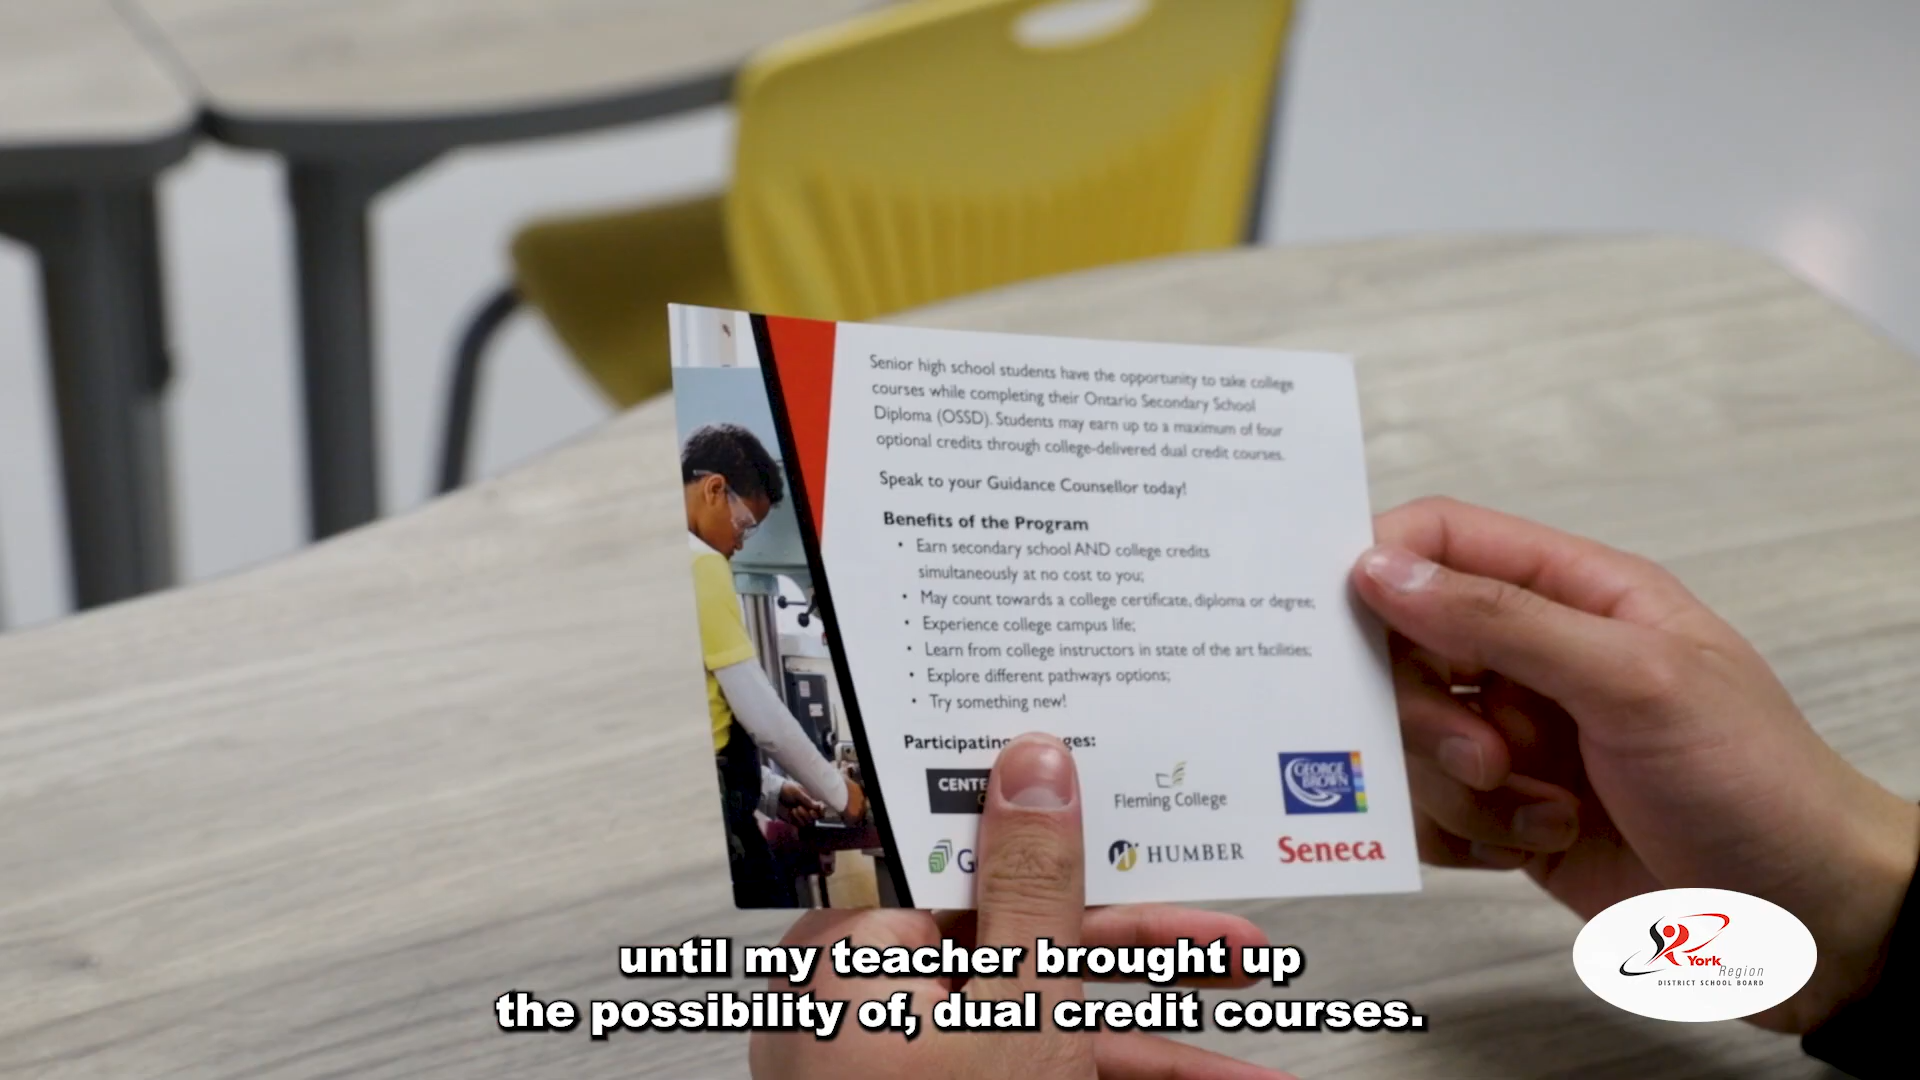 Senior high school students have the opportunity to take college
courses while completing their Ontario Secondary School
Diploma (OSSD). Students may earn up to a maximum of four
optional credits through college-delivered dual credit courses.
Speak to your Guidance Counsellor today!
Benefits of the Program
• Earn secondary school AND college credits
simultaneously at no cost to you;
• May count towards a college certificate, diploma or degree;
• Experience college campus life;
• Learn from college instructors in state of the art facilities;
• Explore different pathways options;
• Try something new!
Participating
Fleming College
GEORGE
BROWN
HUMBER
Seneca
until my teacher brought up
the possibility of, dual credit courses.
York
Region
DISTRICT SCHOOL BOARD